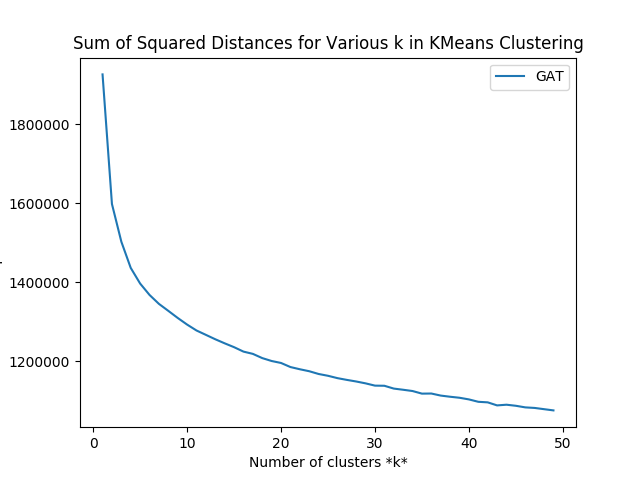 Sum of Squared Distances for Various k in KMeans Clustering
GAT
1800000
1600000
1400000
1200000
0 10 20 30 40 50
Number of clusters *k*